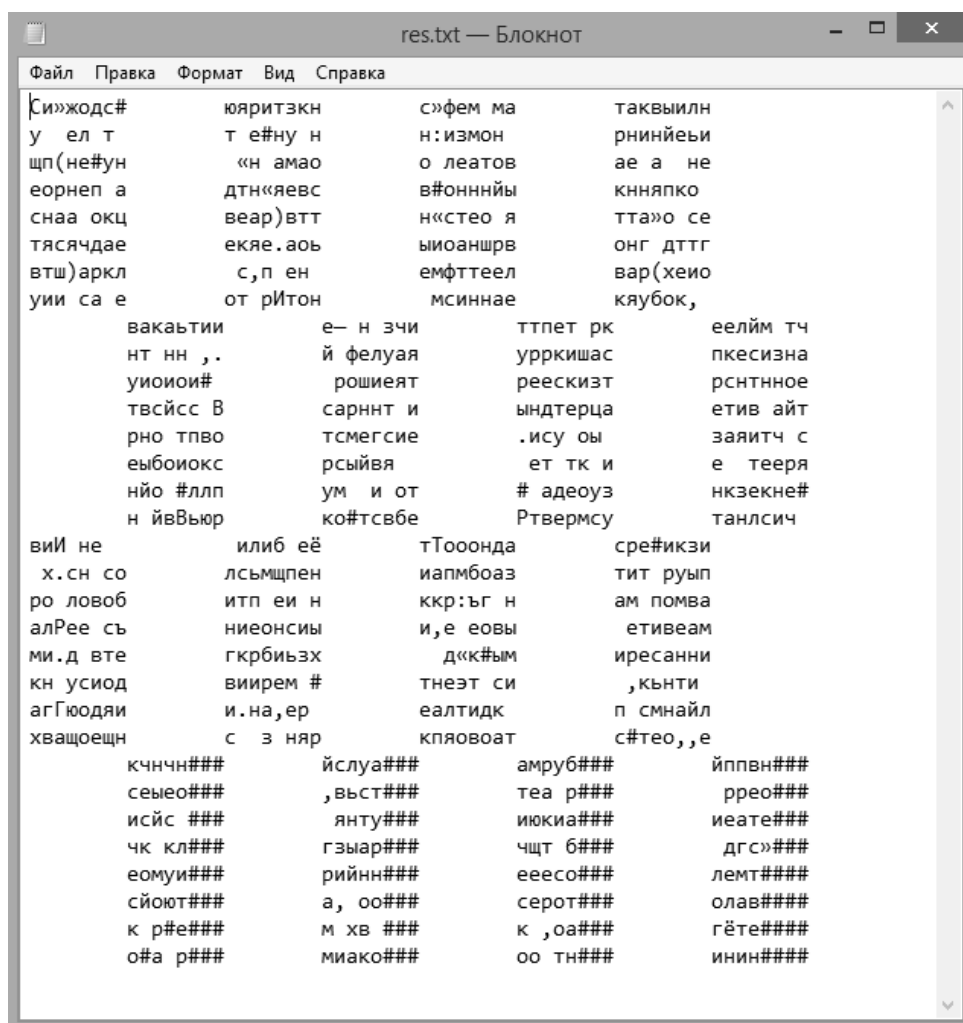 res.txt — Блокнот
Файл Правка Формат Вид Справка
Си»жодс# юяритзкн с»фем ма таквыилн
у ел т т е#ну н н:измон рнинйеьи
щп(не#ун «н амао о леатов ае а не
еорнеп а дтн«яевс в#онннйы кнняпко
снаа окц веар)втт н«стео я тта»о се
тясячдае екяе.аоь ыиоаншрв онг дттг
втш)аркл с,п ен емфттеел вар(хеио
уии са е от рИтон мсиннае кяубок,
вакаьтии е— н зчи ттпет рк еелйм тч
нт нн ,. й фелуая урркишас пкесизна
уиоиои# рошиеят реескизт рснтнное
твсйсс В сарннт и ындтерца етив айт
рно тпво тсмегсие .ису оы заяитч с
еыбоиокс рсыйвя ет тк и е тееря
нйо #ллп ум и от # адеоуз нкзекне#
н йвВьюр ко#тсвбе Ртвермсу танлсич
виИ не илиб её тТооонда сре#икзи
х.сн со лсьмщпен иапмбоаз тит руып
ро ловоб итп еи н ккр:ъг н ам помва
алРее съ ниеонсиы и,е еовы етивеам
ми.д вте гкрбиьзх д«к#ым иресанни
кн усиод виирем # тнеэт си ,кьнти
агГюодяи и.на,ер еалтидк п смнайл
хващоещн с з няр кпяовоат с#тео,,е
кчнчн### йслуа### амруб### йппвн###
сеыео### ,вьст### теа р### ррео###
исйс ### янту### июкиа### иеате###
чк кл### гзыар### чщт б### дгс»###
еомуи### рийнн### ееесо### лемт####
сйоют### а, оо### серот### олав####
к р#е### м хв ### к ,оа### гёте####
о#а р### миако### оо тн### инин####